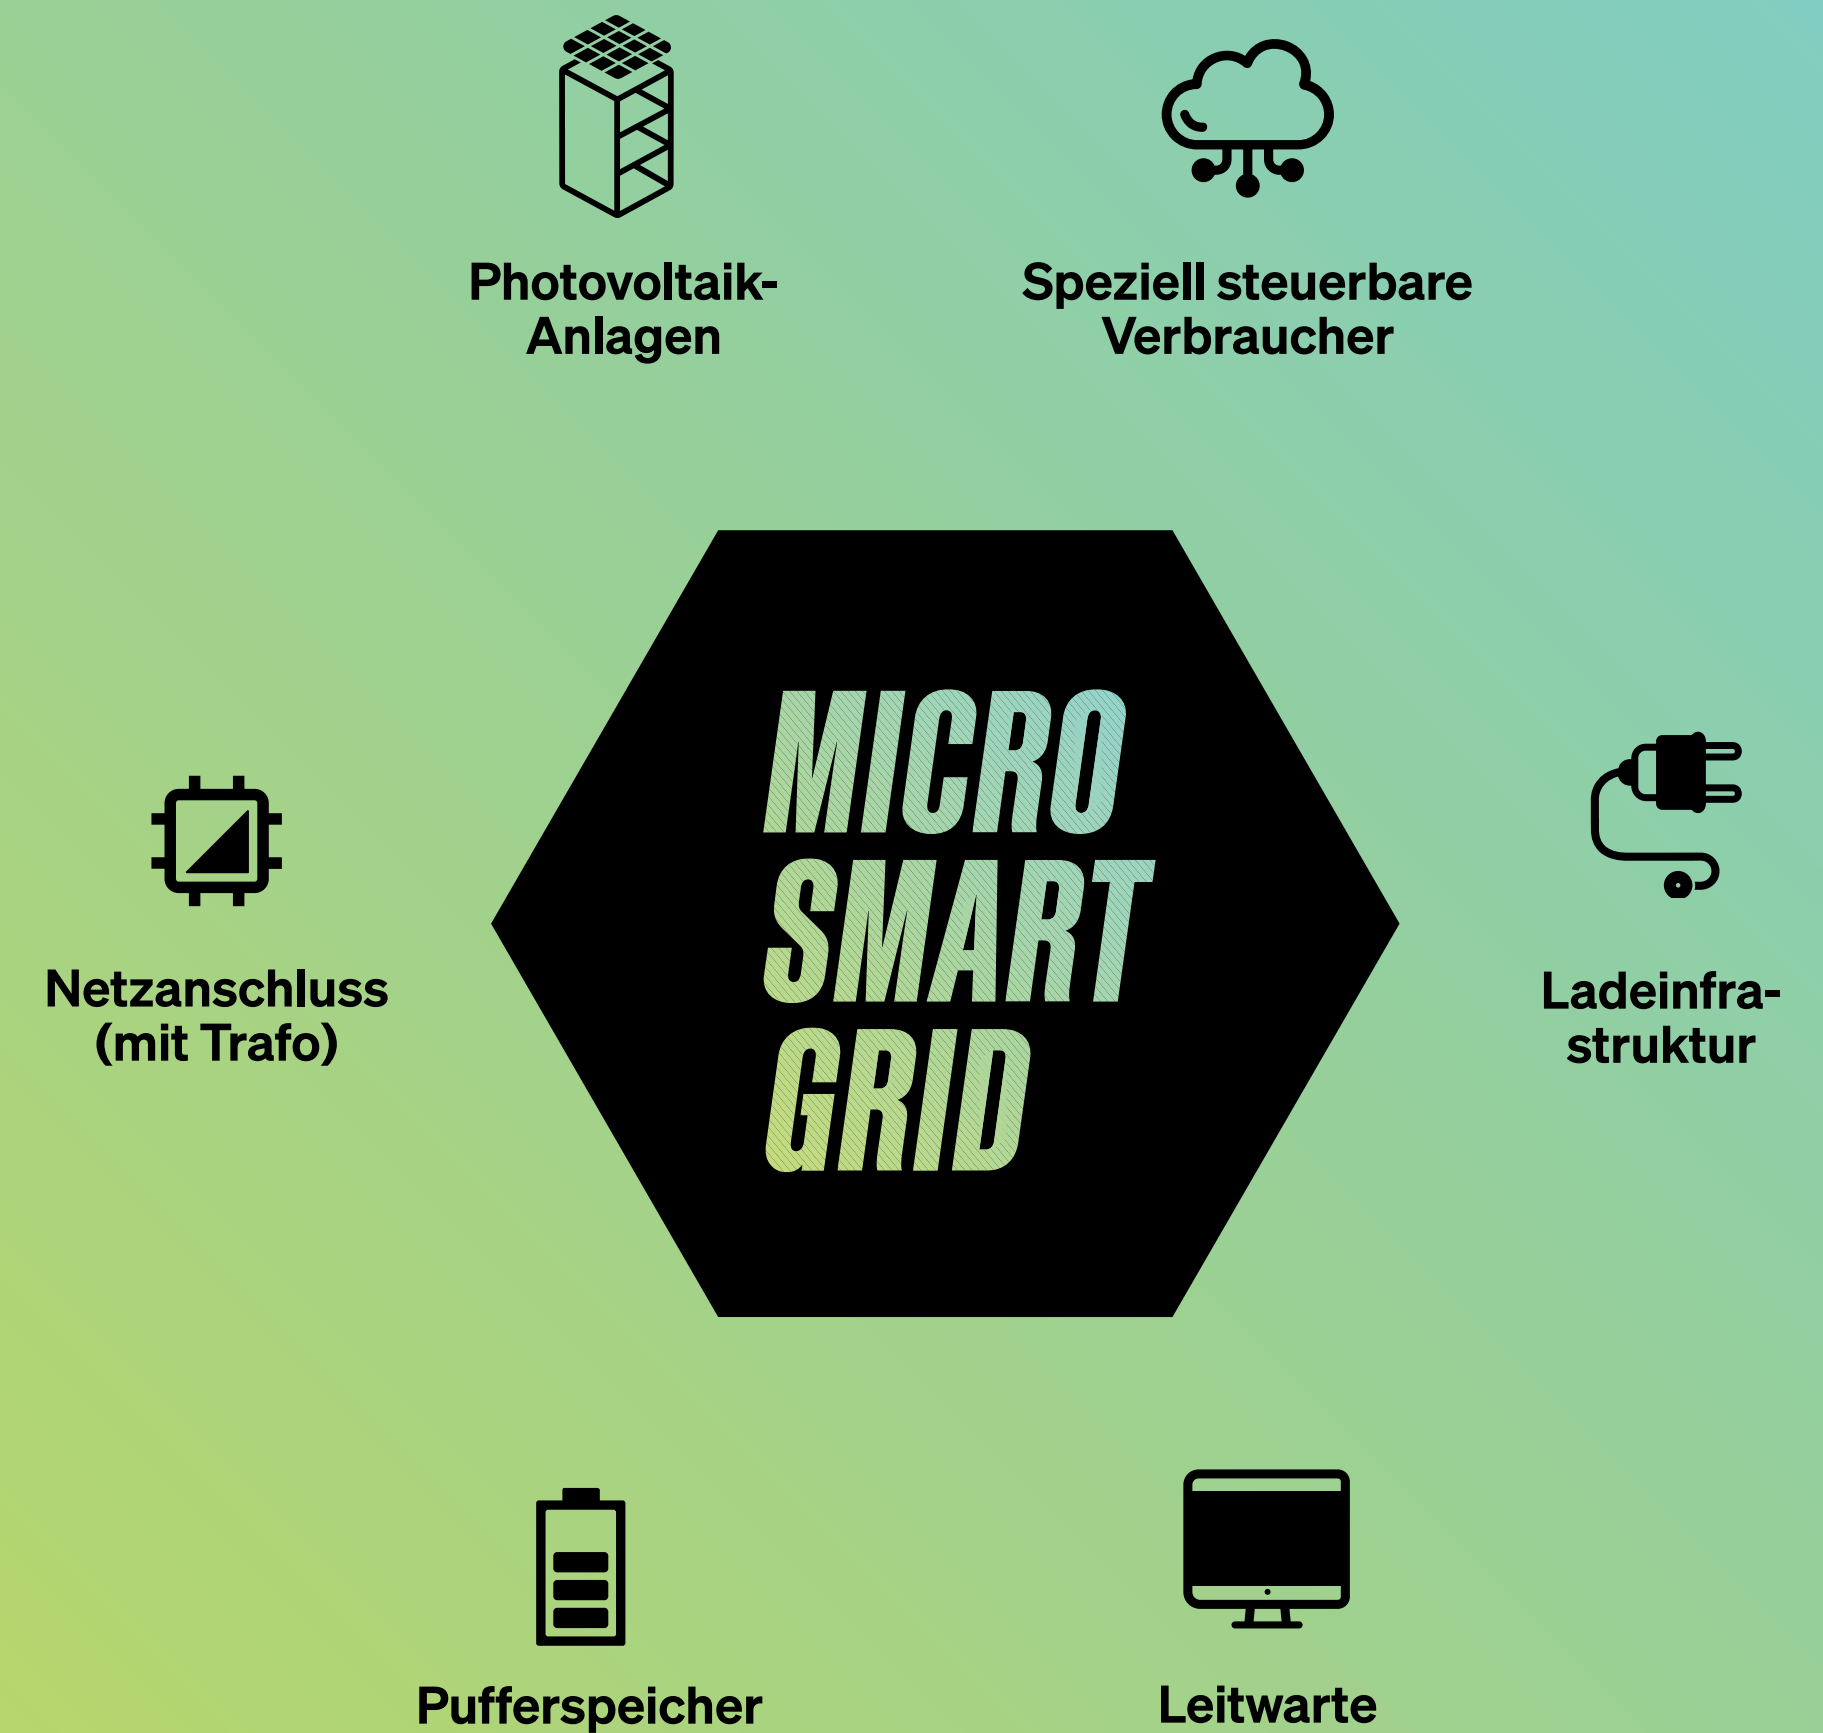 Photovoltaik-
Anlagen
Speziell steuerbare
Verbraucher
MICRO
SMART
GRID
Netzanschluss
(mit Trafo)
Ladeinfra-
struktur
Pufferspeicher
Leitwarte